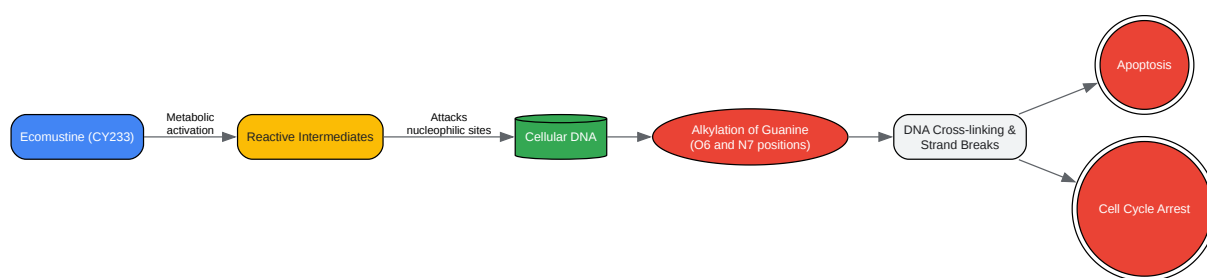 Ecomustine (CY233)
Metabolic
activation
Reactive Intermediates
Attacks
nucleophilic sites
Cellular DNA
Alkylation of Guanine
(O6 and N7 positions)
DNA Cross-linking &
Strand Breaks
Apoptosis
Cell Cycle Arrest